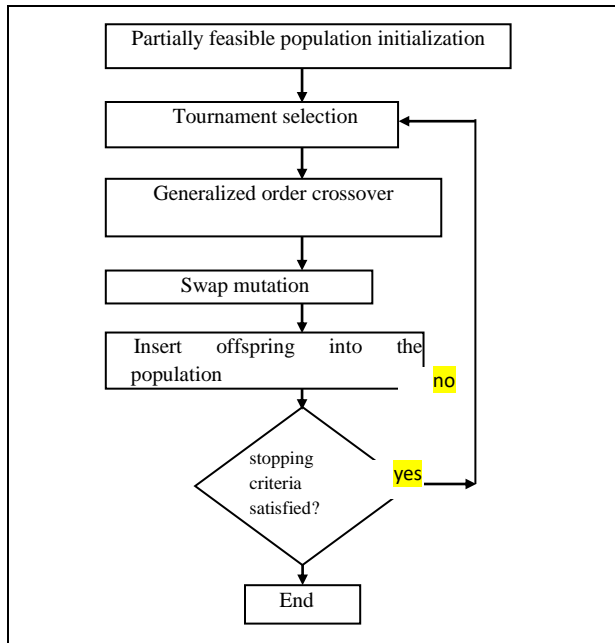 Partially feasible population initialization
Tournament selection
Generalized order crossover
Swap mutation
Insert offspring into the
population
no
stopping
criteria
satisfied?
yes
End